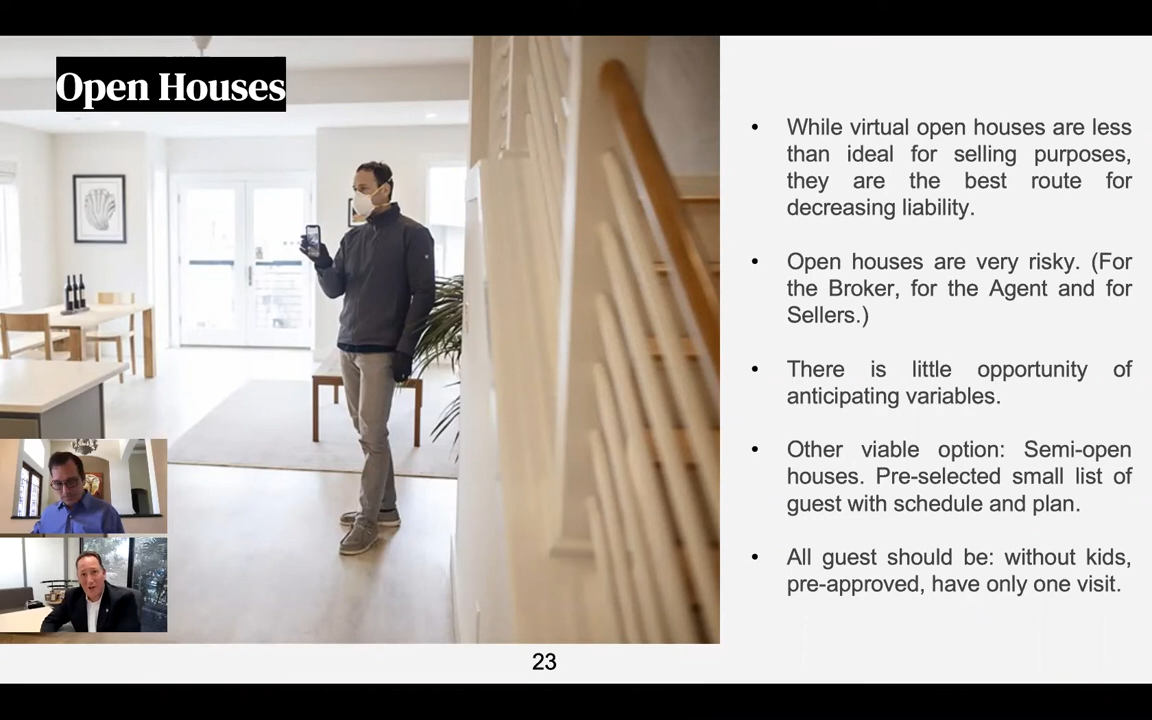 Open Houses
• While virtual open houses are less
than ideal for selling purposes,
they are the best route for
decreasing liability.
• Open houses are very risky. (For
the Broker, for the Agent and for
Sellers.)
• There is little opportunity of
anticipating variables.
• Other viable option: Semi-open
houses. Pre-selected small list of
guest with schedule and plan.
• All guest should be: without kids,
pre-approved, have only one visit.
23